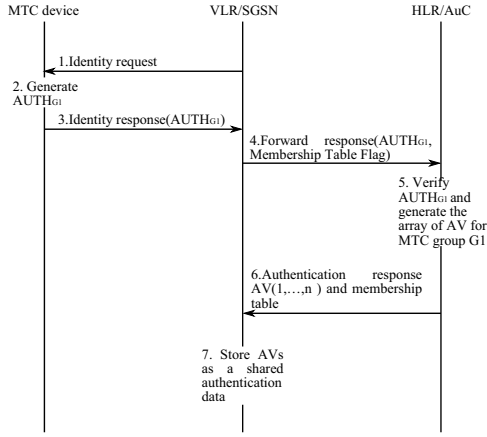 MTC device
VLR/SGSN
HLR/AuC
1.Identity request
2. Generate
AUTHG1
3.Identity response(AUTHG1)
4.Forward response(AUTHG1,
Membership Table Flag)
5. Verify
AUTHG1 and
generate the
array of AV for
MTC group G1
6.Authentication response
AV(1,…,n ) and membership
table
7. Store AVs
as a shared
authentication
data